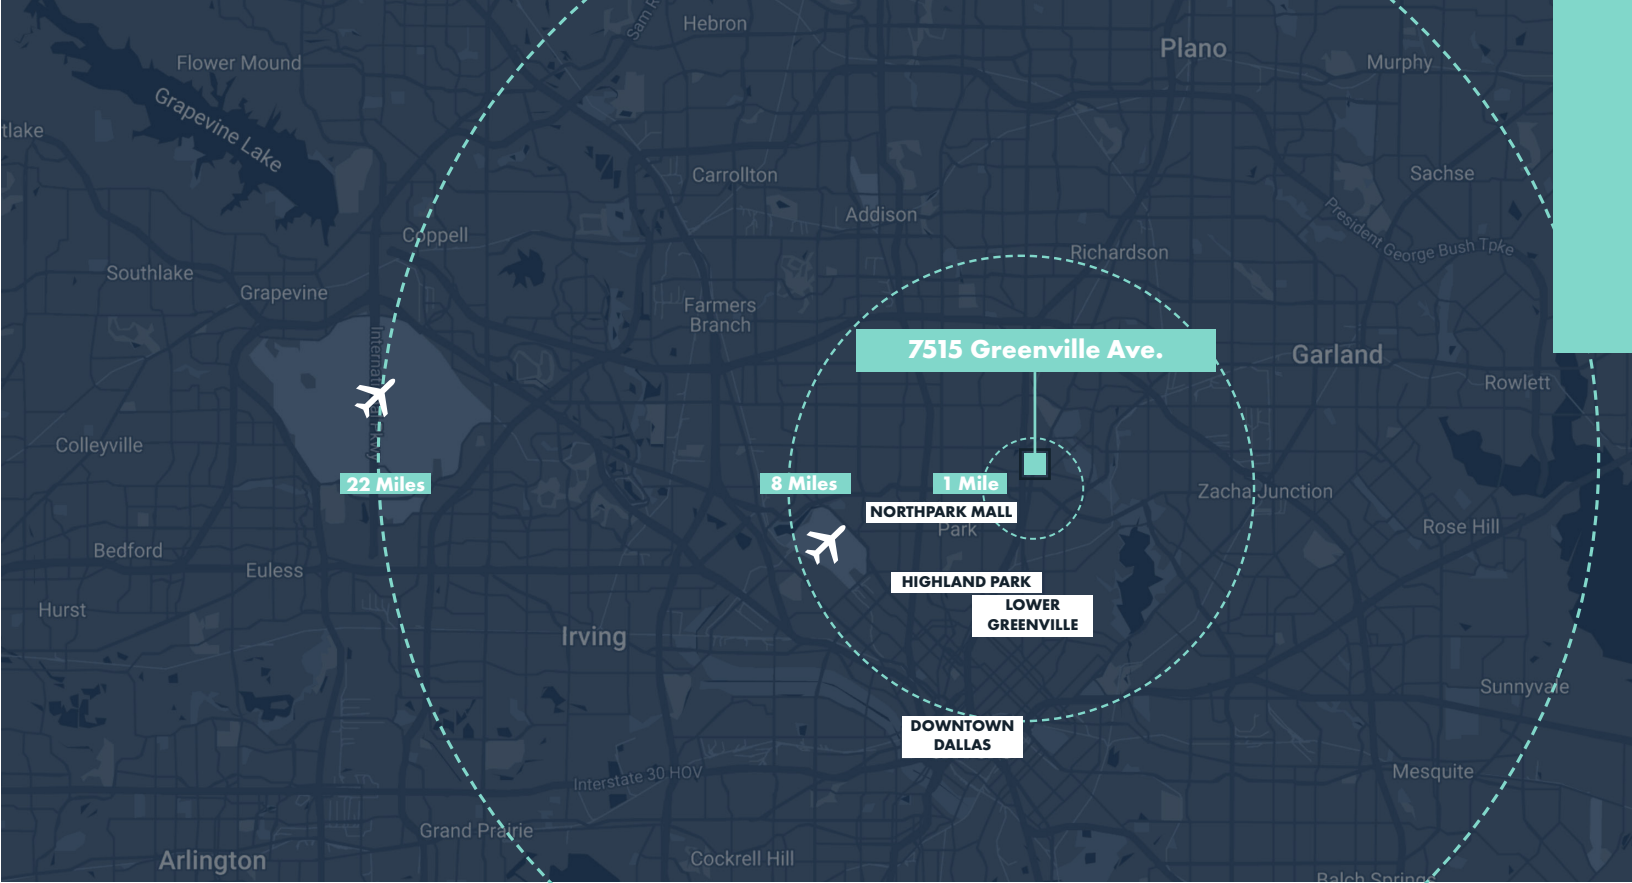 Hebron
Plano
Flower Mound
Murphy
Grapevine Lake
tlake
Carrollton
Sachse
Addison
President George Bush Tpke
Coppell
Richardson
Southlake
Grapevine
Farmers
Branch
7515 Greenville Ave.
Garland
Rowlett
Colleyville
22 Miles
8 Miles
1 Mile
Zacha Junction
NORTHPARK MALL
Park
Rose Hill
Bedford
Euless
HIGHLAND PARK
Hurst
LOWER
GREENVILLE
Irving
Sunnyvale
DOWNTOWN
DALLAS
Interstate 30 HOV
Mesquite
Grand Prairie
Arlington
Cockrell Hill
Balch Springs